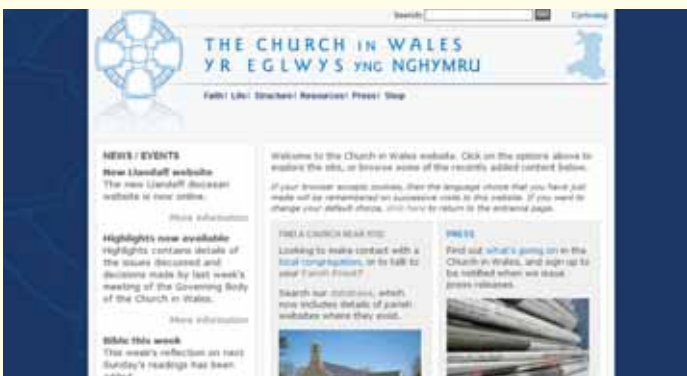 Search:
Cymraeg
THE CHURCH IN WALES
YR EGLWYS YNG NGHYMRU
Faith| Life| Structure| Resources| Press| Shop
NEWS / EVENTS
New Llandaff website
The new Llandaff diocesan
website is now online.
More information
Highlights now available
Highlights contains details of
the issues discussed and
decisions made by last week's
meeting of the Governing Body
of the Church in Wales.
More information
Bible this week
This week's reflection on next
Sunday's readings has been
added.
Welcome to the Church in Wales website. Click on the options above to
explore the site, or browse some of the recently added content below.
If your browser accepts cookies, then the language choice that you have just
made will be remembered on successive visits to this website. If you want to
change your default choice, click here to return to the entrance page.
FIND A CHURCH NEAR YOU
Looking to make contact with a
local congregation, or to talk to
your Parish Priest?
Search our database, which
now includes details of parish
websites where they exist.
PRESS
Find out what's going on in the
Church in Wales, and sign up to
be notified when we issue
press releases.